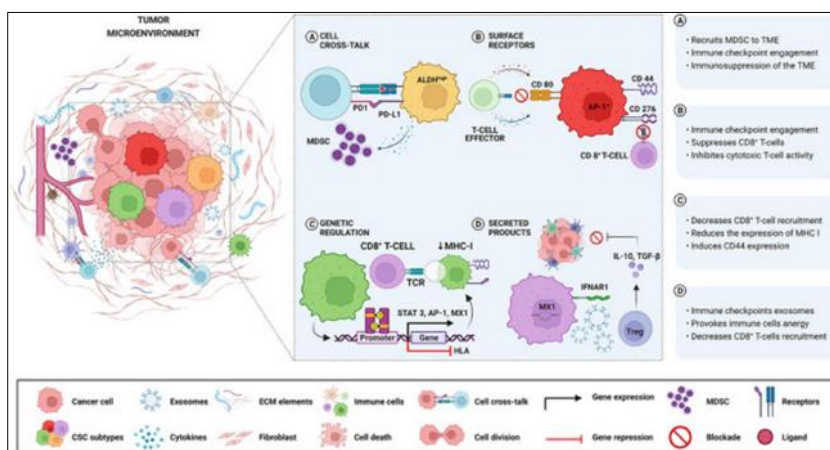 TUMOR
MICROENVIRONMENT
A CELL
CROSS-TALK
ALDHhigh
PD1
PD-L1
MDSC
B SURFACE
RECEPTORS
CD 80
CD 44
AP-1+
CD 276
T-CELL
EFFECTOR
CD 8+ T-CELL
C GENETIC
REGULATION
CD8+ T-CELL
↓MHC-I
TCR
STAT 3, AP-1, MX1
Promoter
Gene
HLA
D SECRETED
PRODUCTS
IL-10, TGF-β
IFNAR1
MX1
Treg
A
• Recruits MDSC to TME
• Immune checkpoint engagement
• Immunosuppression of the TME
B
• Immune checkpoint engagement
• Suppresses CD8+ T-cells
• Inhibites cytotoxic T-cell activity
C
• Decreases CD8+ T-cell recruitment
• Reduces the expression of MHC I
• Induces CD44 expression
D
• Immune checkpoints exosomes
• Provokes immune cells anergy
• Decreases CD8+ T-cells recruitment
Cancer cell
Exosomes
ECM elements
Immune cells
Cell cross-talk
Gene expression
MDSC
Receptors
CSC subtypes
Cytokines
Fibroblast
Cell death
Cell division
Gene repression
Blockade
Ligand